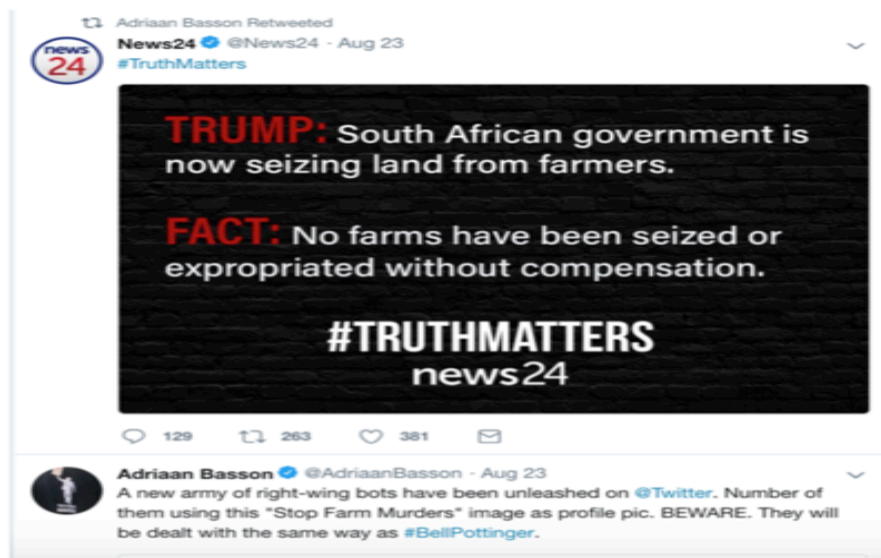 Adriaan Basson Retweeted
News24 @News24 - Aug 23
news
24
#TruthMatters
TRUMP: South African government is
now seizing land from farmers.
FACT: No farms have been seized or
expropriated without compensation.
#TRUTHMATTERS
news24
129 263 381
Adriaan Basson @AdriaanBasson - Aug 23
A new army of right-wing bots have been unleashed on @Twitter. Number of
them using this "Stop Farm Murders" image as profile pic. BEWARE. They will
be dealt with the same way as #BellPottinger.